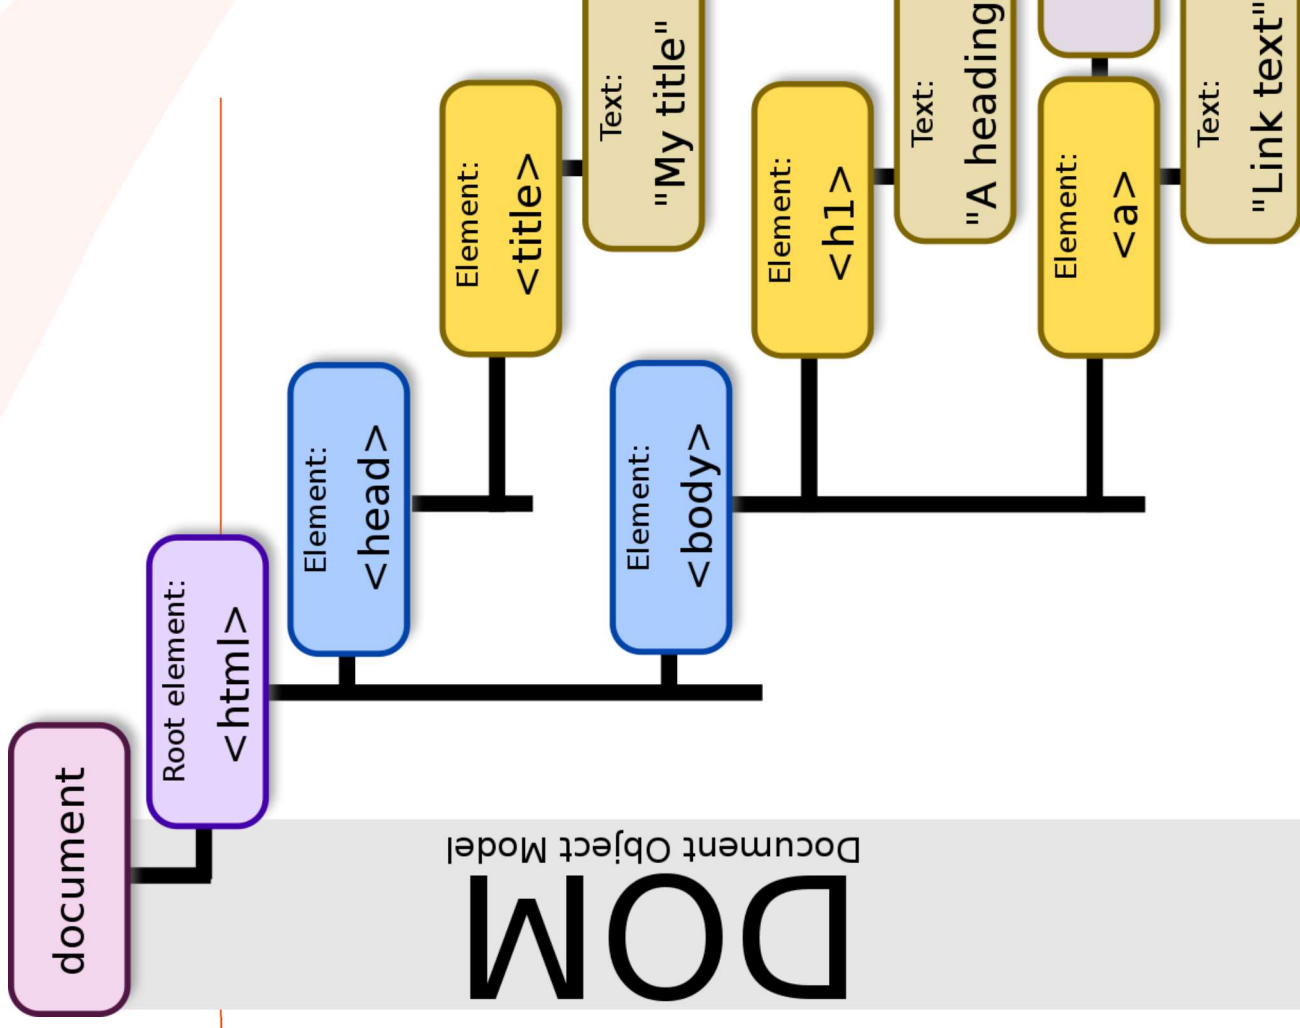 DOM
Document Object Model
document
Root element:
<html>
Element:
<head>
Element:
<title>
Text:
"My title"
Element:
<body>
Element:
<h1>
Text:
"A heading
Element:
<a>
Text:
"Link text"